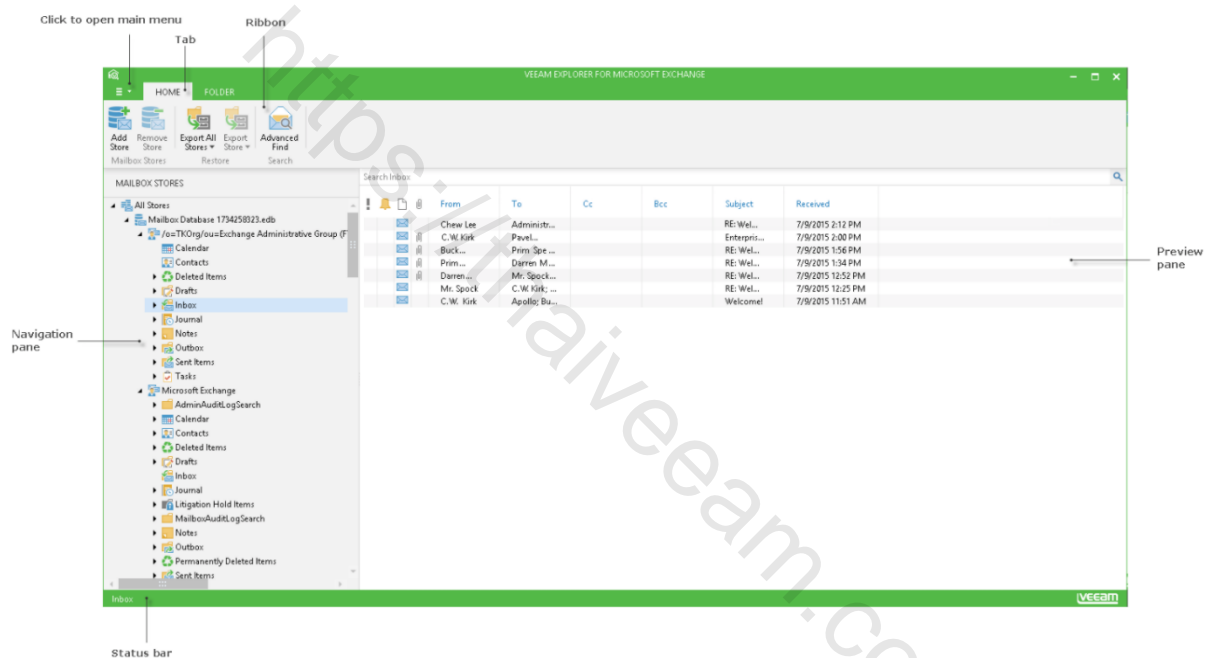 Click to open main menu
Tab
Ribbon
VEEAM EXPLORER FOR MICROSOFT EXCHANGE
HOME FOLDER
Add Store
Remove Store
Export All Stores
Export Store
Advanced Find
Mailbox Stores Restore Search
MAILBOX STORES
All Stores
Mailbox Database 1734258323.edb
/o=TKOrg/ou=Exchange Administrative Group (F
Calendar
Contacts
Deleted Items
Drafts
Inbox
Journal
Notes
Outbox
Sent Items
Tasks
Microsoft Exchange
AdminAuditLogSearch
Calendar
Contacts
Deleted Items
Drafts
Inbox
Journal
Litigation Hold Items
MailboxAuditLogSearch
Notes
Outbox
Permanently Deleted Items
Sent Items
Search Inbox
From To Cc Bcc Subject Received
Chew Lee Administr... RE: Wel... 7/9/2015 2:12 PM
C.W. Kirk Pavel... Enterpris... 7/9/2015 2:00 PM
Buck... Prim Spe... RE: Wel... 7/9/2015 1:56 PM
Prim... Darren M... RE: Wel... 7/9/2015 1:34 PM
Darren... Mr. Spock... RE: Wel... 7/9/2015 12:52 PM
Mr. Spock C.W. Kirk; ... RE: Wel... 7/9/2015 12:25 PM
C.W. Kirk Apollo; Bu... Welcome! 7/9/2015 11:51 AM
Navigation pane
Preview pane
Inbox
veeam
Status bar
https://thaiveeam.co